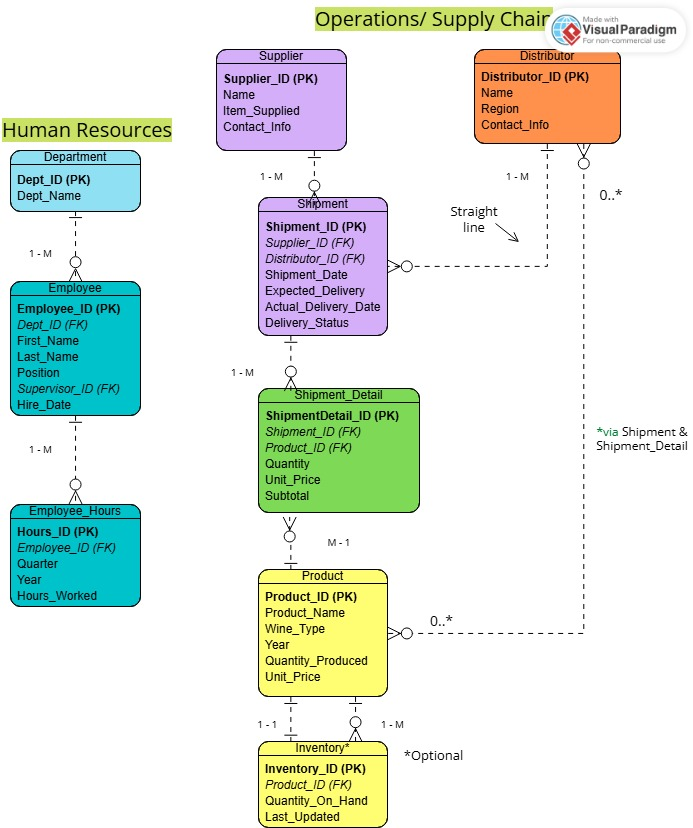 Operations/ Supply Chain
Made with
VisualParadigm
For non-commercial use
Supplier
Supplier_ID (PK)
Name
Item_Supplied
Contact_Info
Distributor
Distributor_ID (PK)
Name
Region
Contact_Info
Human Resources
Department
Dept_ID (PK)
Dept_Name
1 - M
1 - M
0..*
Shipment
Shipment_ID (PK)
Supplier_ID (FK)
Distributor_ID (FK)
Shipment_Date
Expected_Delivery
Actual_Delivery_Date
Delivery_Status
Straight
line
1 - M
Employee
Employee_ID (PK)
Dept_ID (FK)
First_Name
Last_Name
Position
Supervisor_ID (FK)
Hire_Date
1 - M
Shipment_Detail
ShipmentDetail_ID (PK)
Shipment_ID (FK)
Product_ID (FK)
Quantity
Unit_Price
Subtotal
*via Shipment &
Shipment_Detail
1 - M
Employee_Hours
Hours_ID (PK)
Employee_ID (FK)
Quarter
Year
Hours_Worked
M - 1
Product
Product_ID (PK)
Product_Name
Wine_Type
Year
Quantity_Produced
Unit_Price
0..*
1 - 1
1 - M
Inventory*
Inventory_ID (PK)
Product_ID (FK)
Quantity_On_Hand
Last_Updated
*Optional